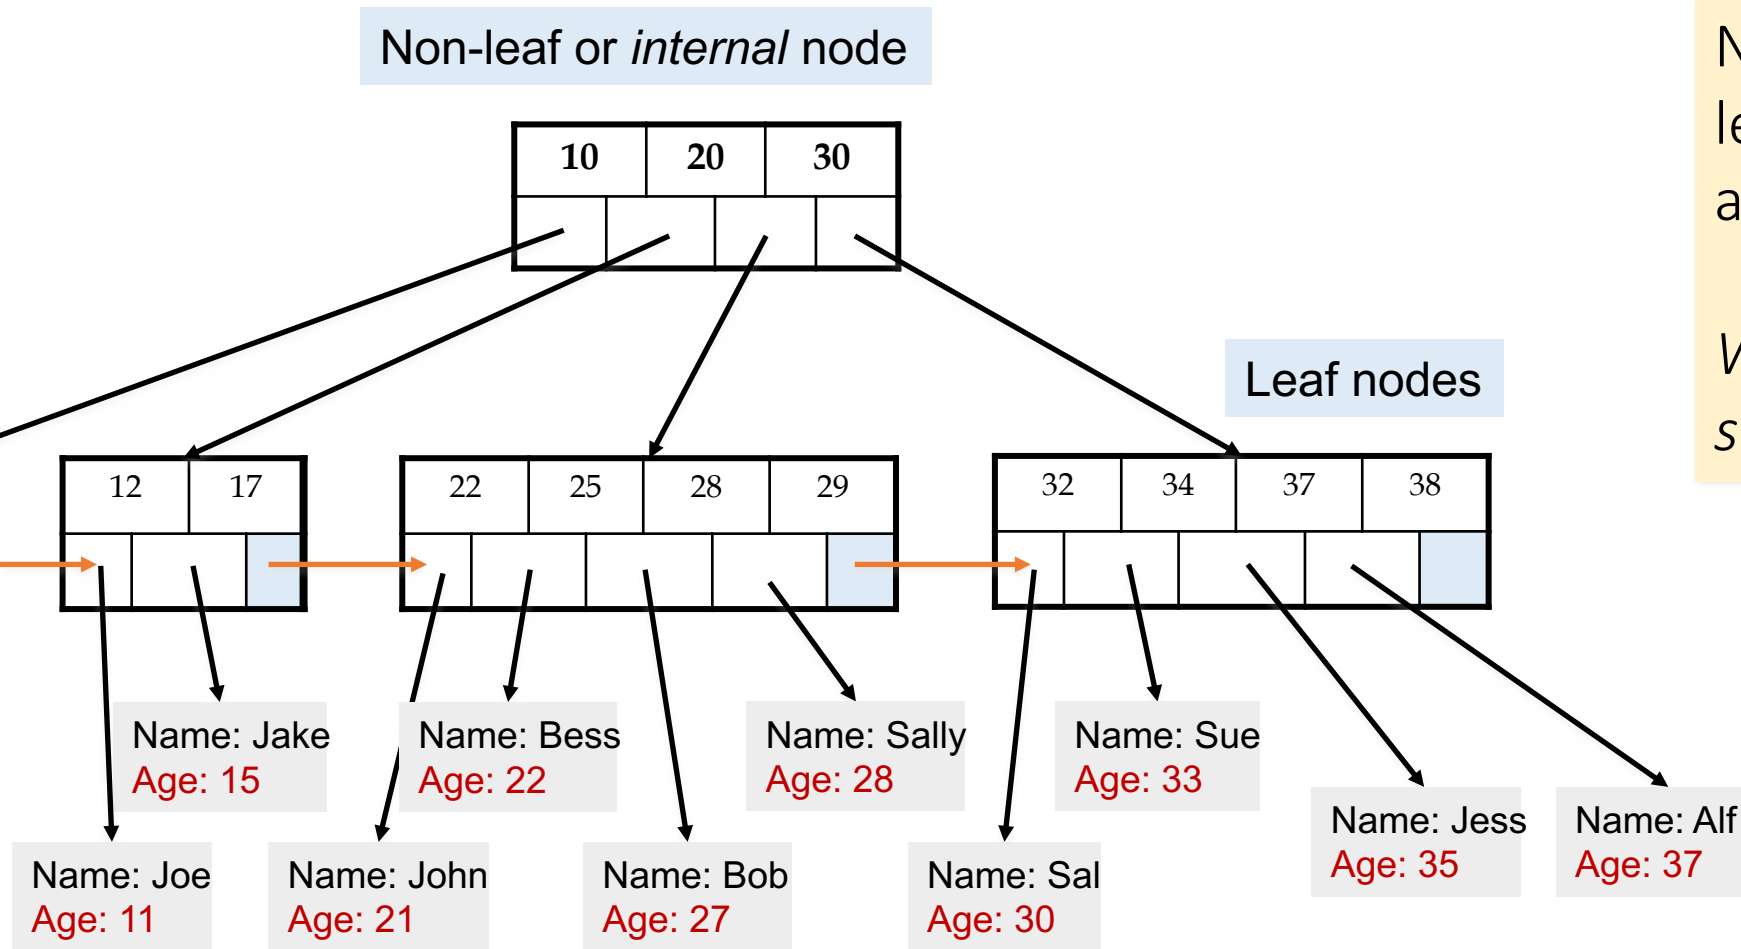 Non-leaf or internal node
10 20 30
Leaf nodes
12 17
22 25 28 29
32 34 37 38
Name: Jake
Age: 15
Name: Bess
Age: 22
Name: Sally
Age: 28
Name: Sue
Age: 33
Name: Joe
Age: 11
Name: John
Age: 21
Name: Bob
Age: 27
Name: Sal
Age: 30
Name: Jess
Age: 35
Name: Alf
Age: 37